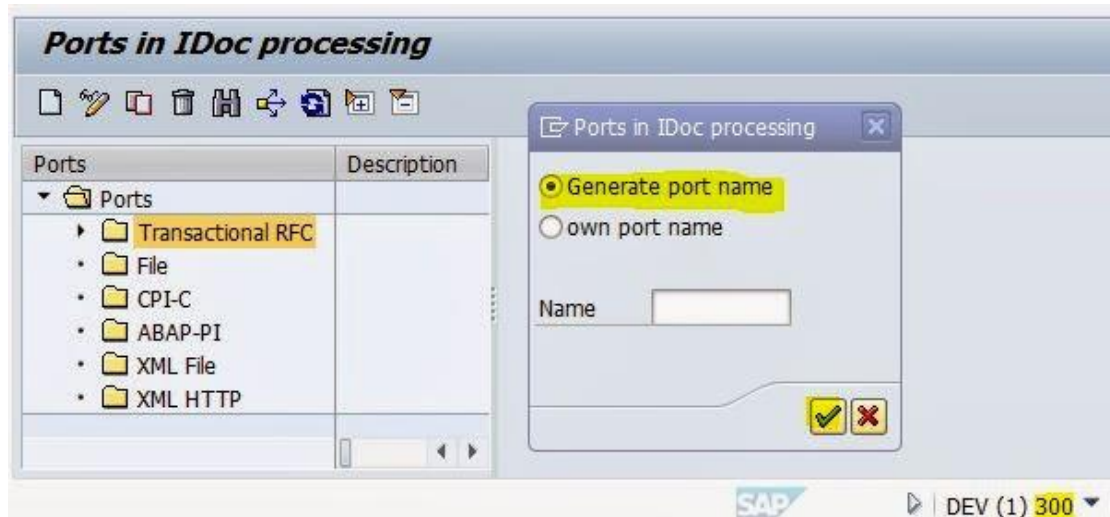 Ports in IDoc processing
Ports in IDoc processing
Ports Description
Ports
Transactional RFC
File
CPI-C
ABAP-PI
XML File
XML HTTP
Generate port name
own port name
Name
SAP DEV (1) 300